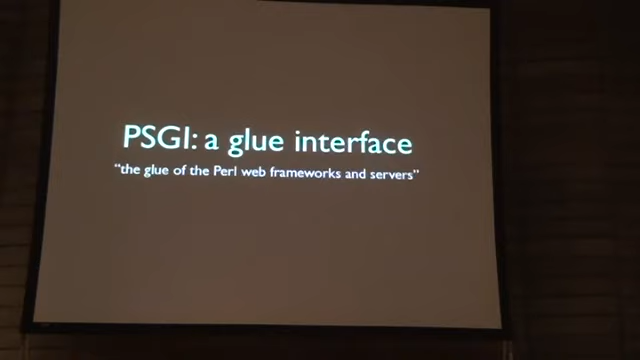 PSGI: a glue interface
“the glue of the Perl web frameworks and servers”